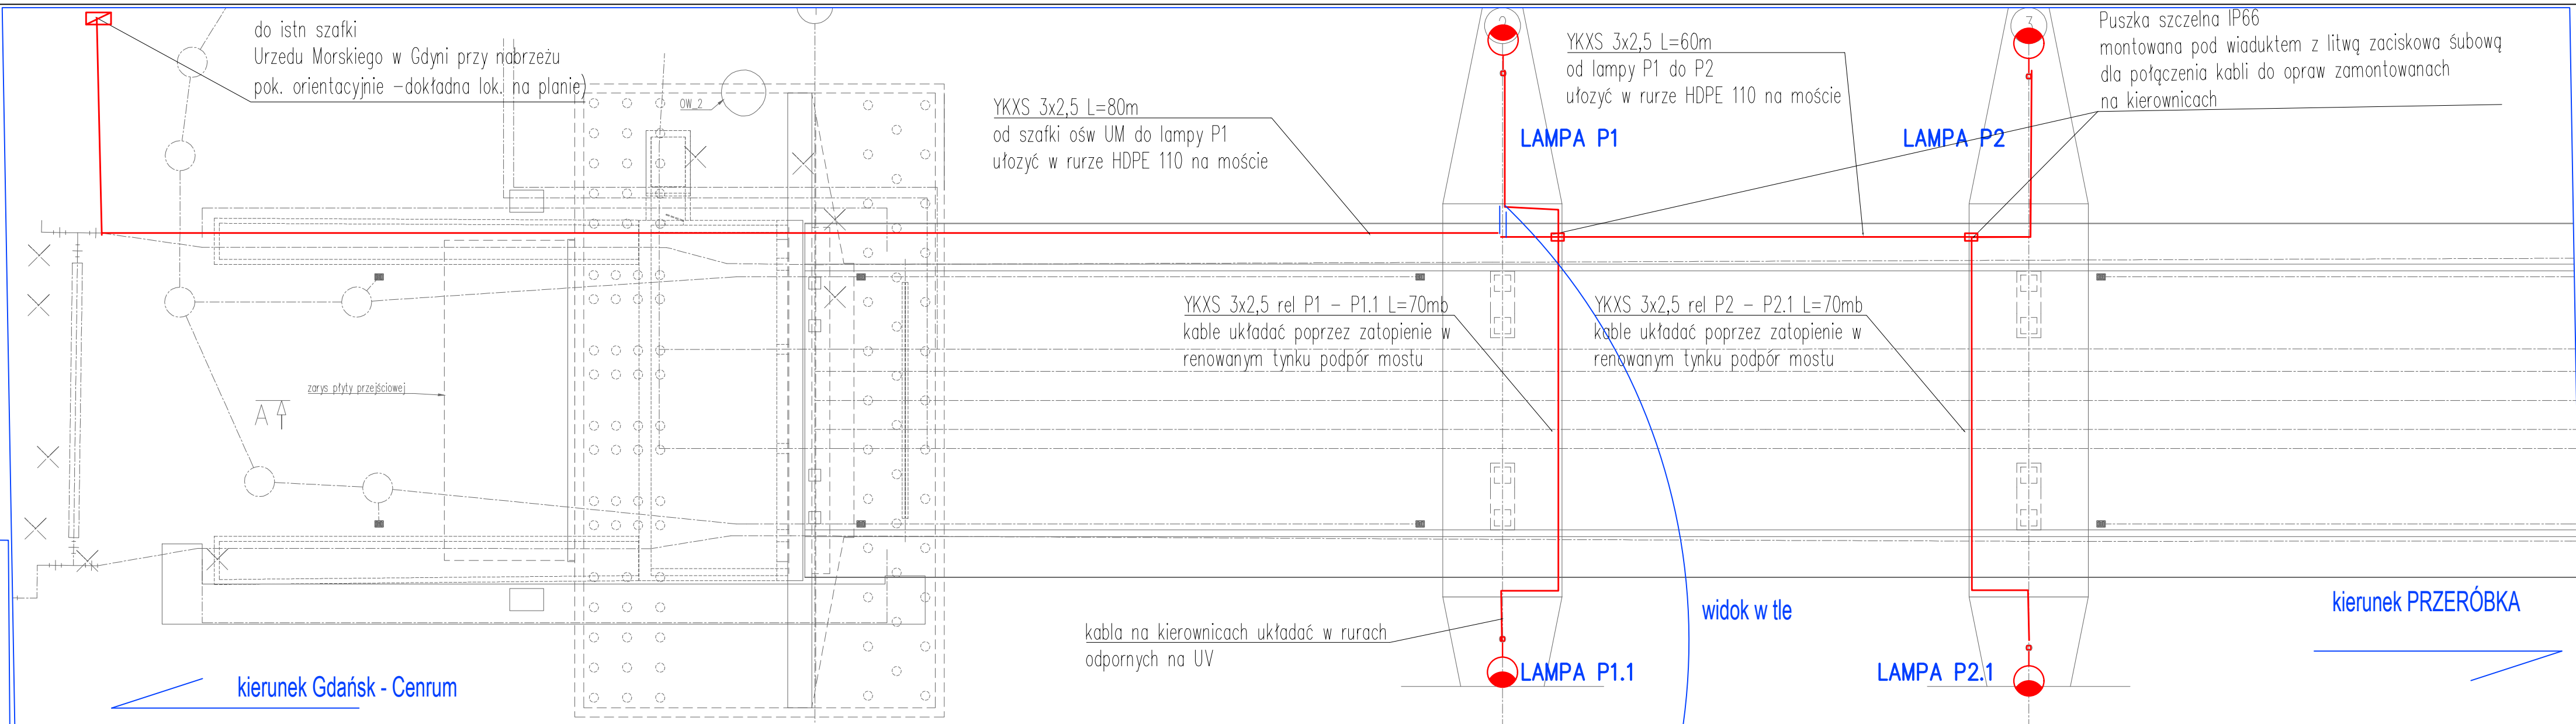 do istn szafki
Urzedu Morskiego w Gdyni przy nabrzeżu
pok. orientacyjnie -dokładna lok. na planie)
OW_2
YKXS 3x2,5 L=80m
od szafki ośw UM do lampy P1
ułozyć w rurze HDPE 110 na moście
2
YKXS 3x2,5 L=60m
od lampy P1 do P2
ułozyć w rurze HDPE 110 na moście
3
Puszka szczelna IP66
montowana pod wiaduktem z litwą zaciskowa śubową
dla połączenia kabli do opraw zamontowanach
na kierownicach
LAMPA P1
LAMPA P2
YKXS 3x2,5 rel P1 - P1.1 L=70mb
kable układać poprzez zatopienie w
renowanym tynku podpór mostu
YKXS 3x2,5 rel P2 - P2.1 L=70mb
kable układać poprzez zatopienie w
renowanym tynku podpór mostu
zarys płyty przejściowej
A
kabla na kierownicach układać w rurach
odpornych na UV
widok w tle
kierunek PRZERÓBKA
kierunek Gdańsk - Cenrum
LAMPA P1.1
LAMPA P2.1